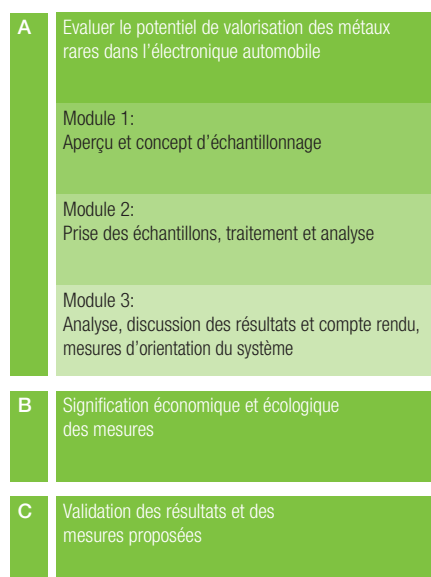 A
Evaluer le potentiel de valorisation des métaux
rares dans l'électronique automobile
Module 1:
Aperçu et concept d'échantillonnage
Module 2:
Prise des échantillons, traitement et analyse
Module 3:
Analyse, discussion des résultats et compte rendu,
mesures d'orientation du système
B
Signification économique et écologique
des mesures
C
Validation des résultats et des
mesures proposées